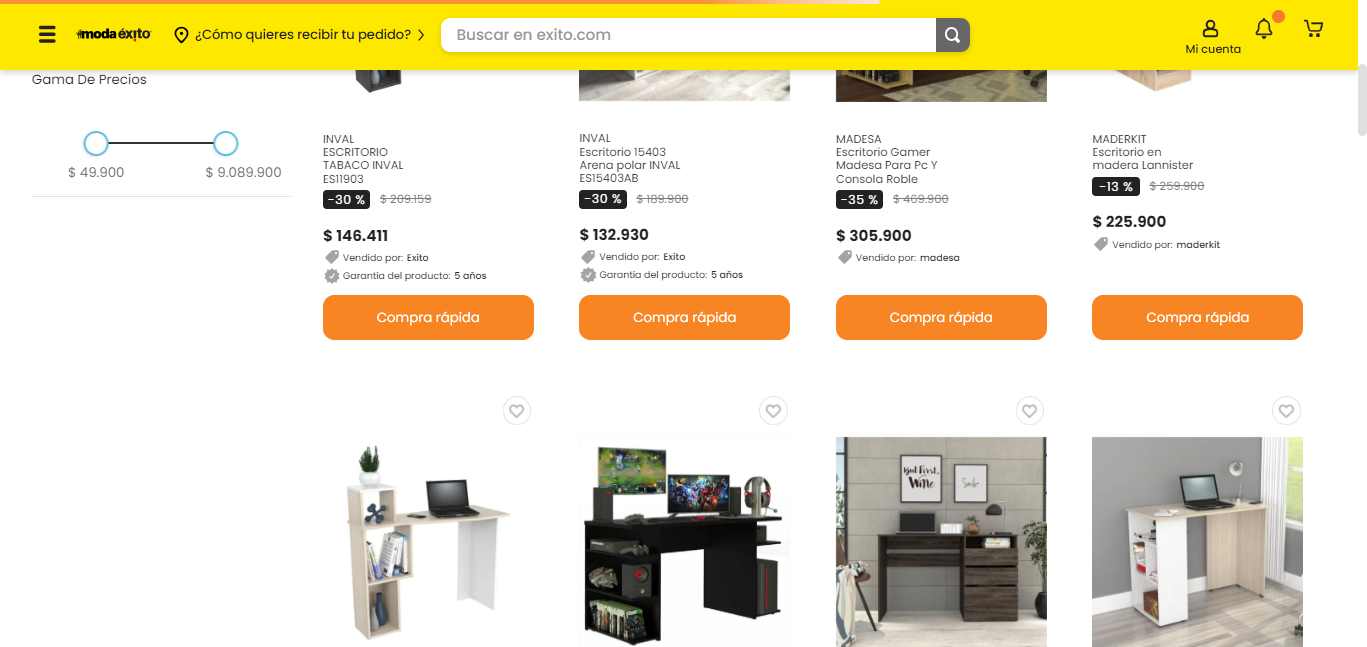 moda éxito
¿Cómo quieres recibir tu pedido?
Buscar en exito.com
Mi cuenta
Gama De Precios
$ 49.900
$ 9.089.900
INVAL
ESCRITORIO
TABACO INVAL
ES11903
-30 %
$ 209.159
$ 146.411
Vendido por: Exito
Garantía del producto: 5 años
Compra rápida
INVAL
Escritorio 15403
Arena polar INVAL
ES15403AB
-30 %
$ 189.900
$ 132.930
Vendido por: Exito
Garantía del producto: 5 años
Compra rápida
MADESA
Escritorio Gamer
Madesa Para Pc Y
Consola Roble
-35 %
$ 469.900
$ 305.900
Vendido por: madesa
Compra rápida
MADERKIT
Escritorio en
madera Lannister
-13 %
$ 259.900
$ 225.900
Vendido por: maderkit
Compra rápida
But First,
Wine